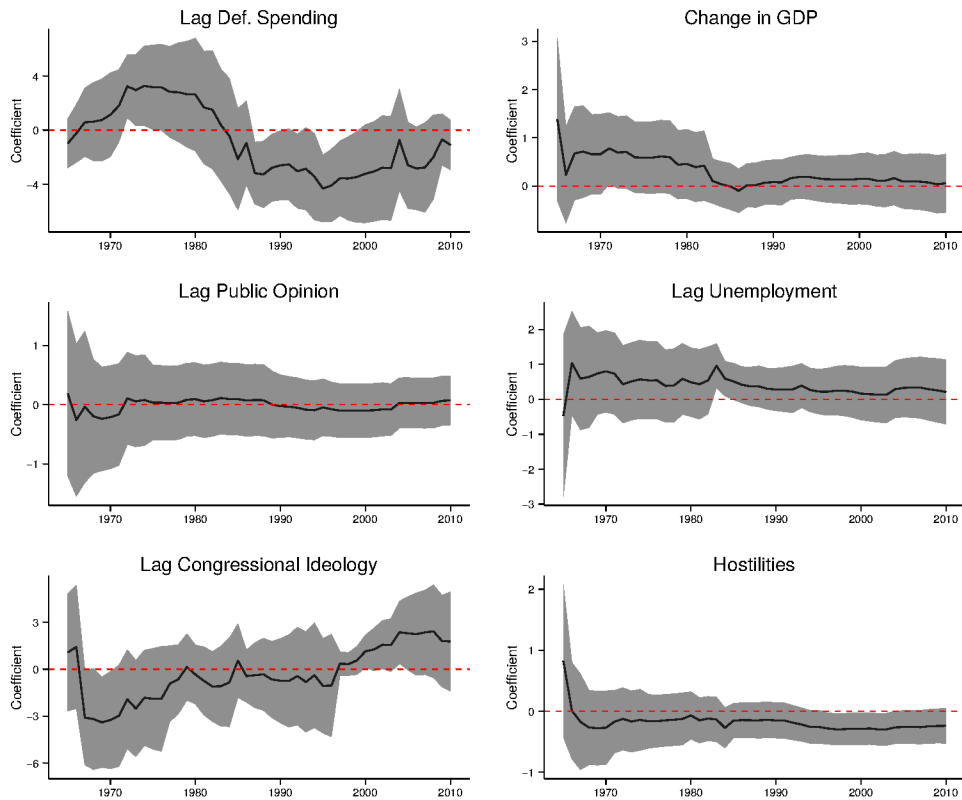 Lag Def. Spending
Coefficient
4
0
−4
1970 1980 1990 2000 2010
Change in GDP
Coefficient
3
2
1
0
1970 1980 1990 2000 2010
Lag Public Opinion
Coefficient
1
0
−1
1970 1980 1990 2000 2010
Lag Unemployment
Coefficient
2
1
0
−1
−2
−3
1970 1980 1990 2000 2010
Lag Congressional Ideology
Coefficient
3
0
−3
−6
1970 1980 1990 2000 2010
Hostilities
Coefficient
2
1
0
−1
1970 1980 1990 2000 2010